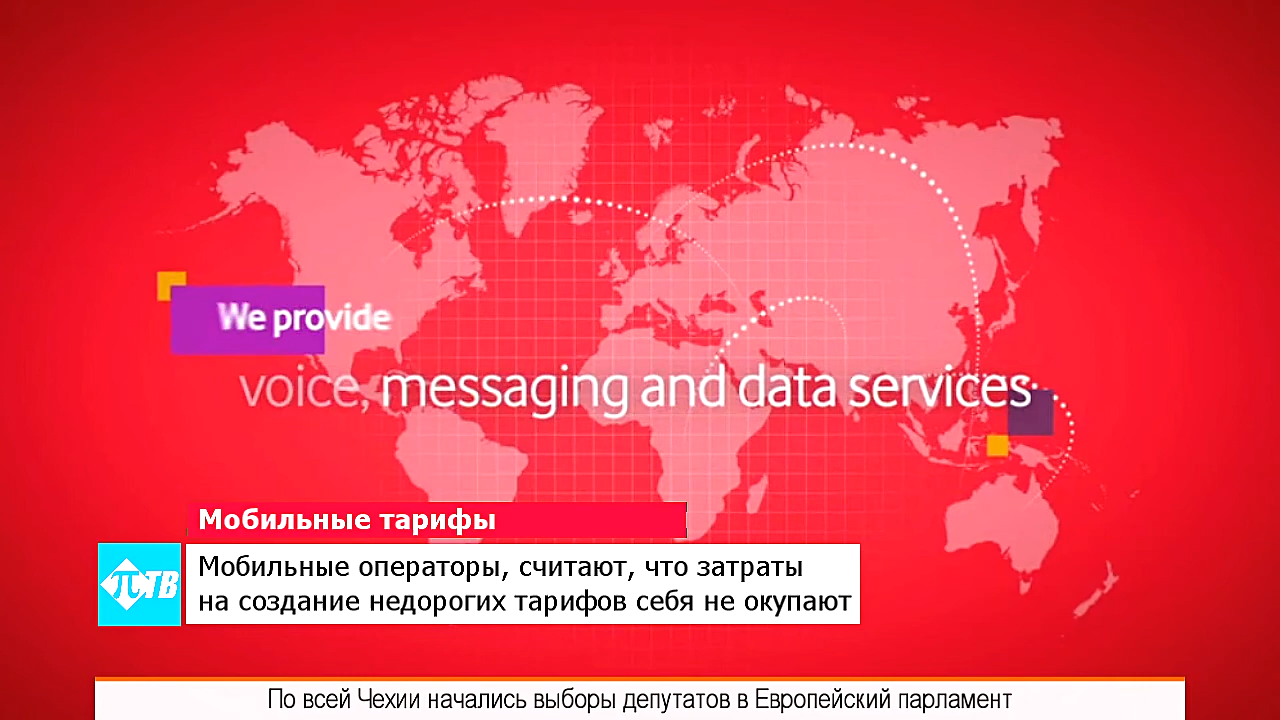 We provide
voice, messaging and data services
Мобильные тарифы
πТВ
Мобильные операторы, считают, что затраты
на создание недорогих тарифов себя не окупают
По всей Чехии начались выборы депутатов в Европейский парламент